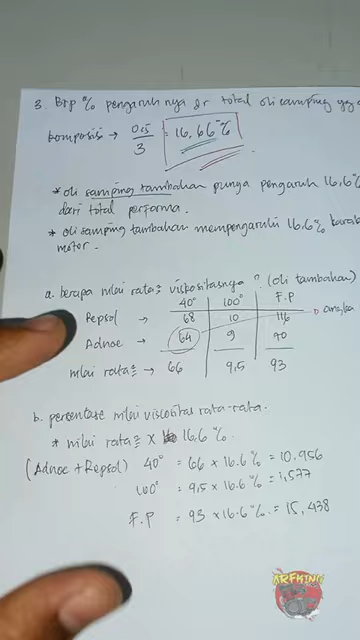 3. Brp % pengaruhnya dr total oli samping yg
komposisi → 0,5/3 = 16,66%
* oli samping tambahan punya pengaruh 16,6%
dari total performa.
* oli samping tambahan mempengaruhi 16.6% karak
motor.
a. berapa nilai rata2 viskositasnya? (oli tambahan)
40° 100° F.P
Repsol → 68 10 116 angka
Adnoc → 64 9 70
nilai rata2 → 66 9,5 93
b. persentase nilai viscositas rata-rata.
* nilai rata2 x 16,6%.
(Adnoc + Repsol) 40° = 66 x 16.6% = 10.956
100° = 9,5 x 16.6% = 1,577
F.P = 93 x 16.6% = 15,438
ARFKING